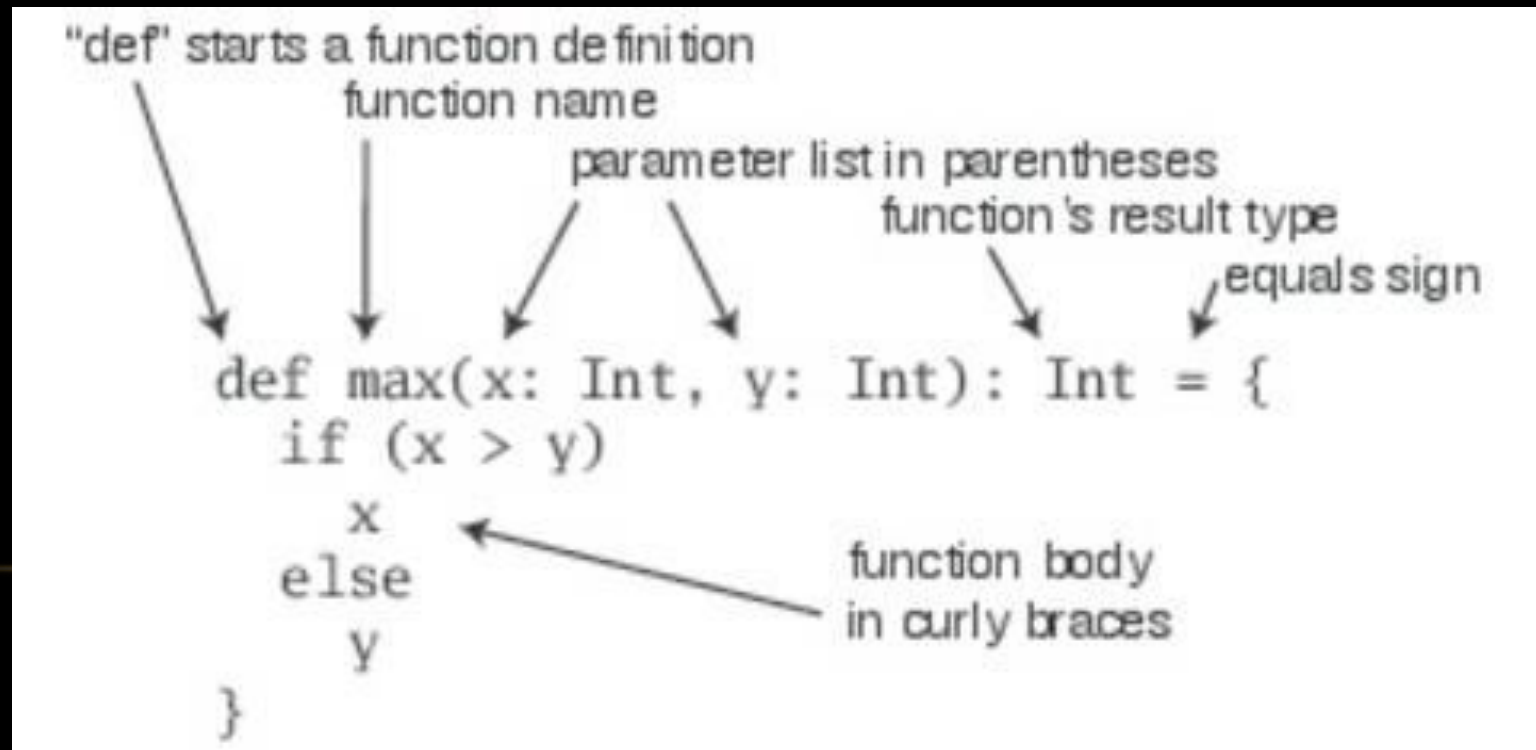 "def" starts a function definition
function name
parameter list in parentheses
function's result type
equals sign
def max(x: Int, y: Int): Int = {
if (x > y)
x
else
y
}
function body
in curly braces